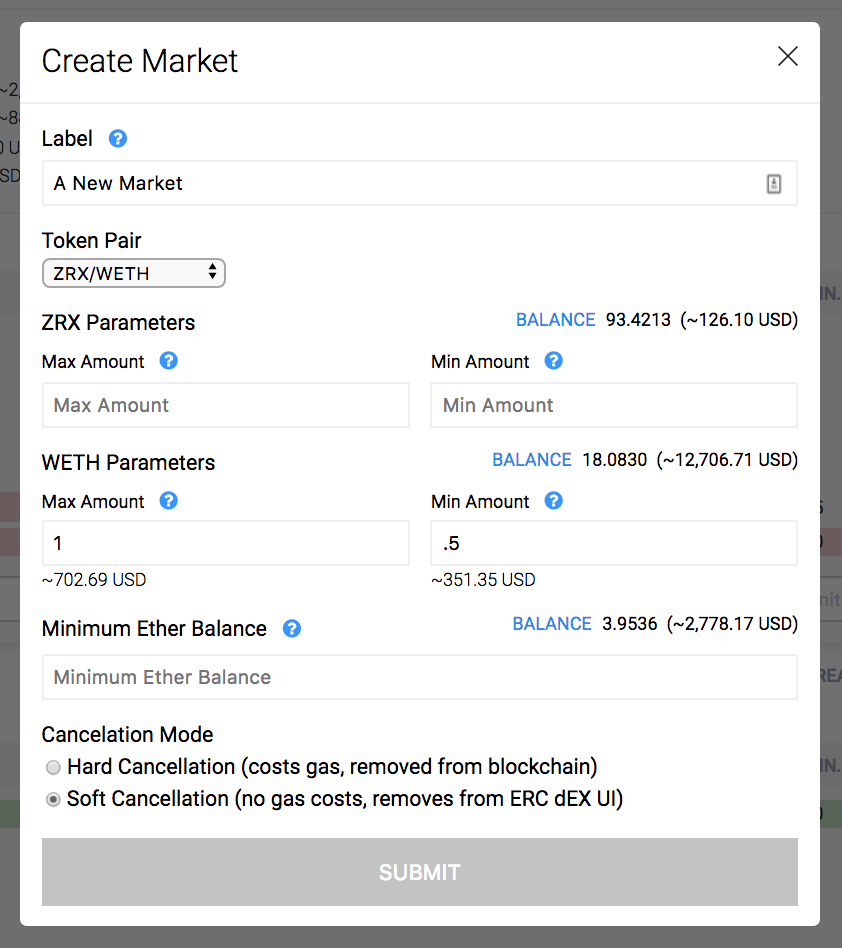 Create Market
Label ?
A New Market
Token Pair
ZRX/WETH
ZRX Parameters BALANCE 93.4213 (~126.10 USD)
Max Amount ? Min Amount ?
Max Amount Min Amount
WETH Parameters BALANCE 18.0830 (~12,706.71 USD)
Max Amount ? Min Amount ?
1 .5
~702.69 USD ~351.35 USD
Minimum Ether Balance ? BALANCE 3.9536 (~2,778.17 USD)
Minimum Ether Balance
Cancelation Mode
Hard Cancellation (costs gas, removed from blockchain)
Soft Cancellation (no gas costs, removes from ERC dEX UI)
SUBMIT